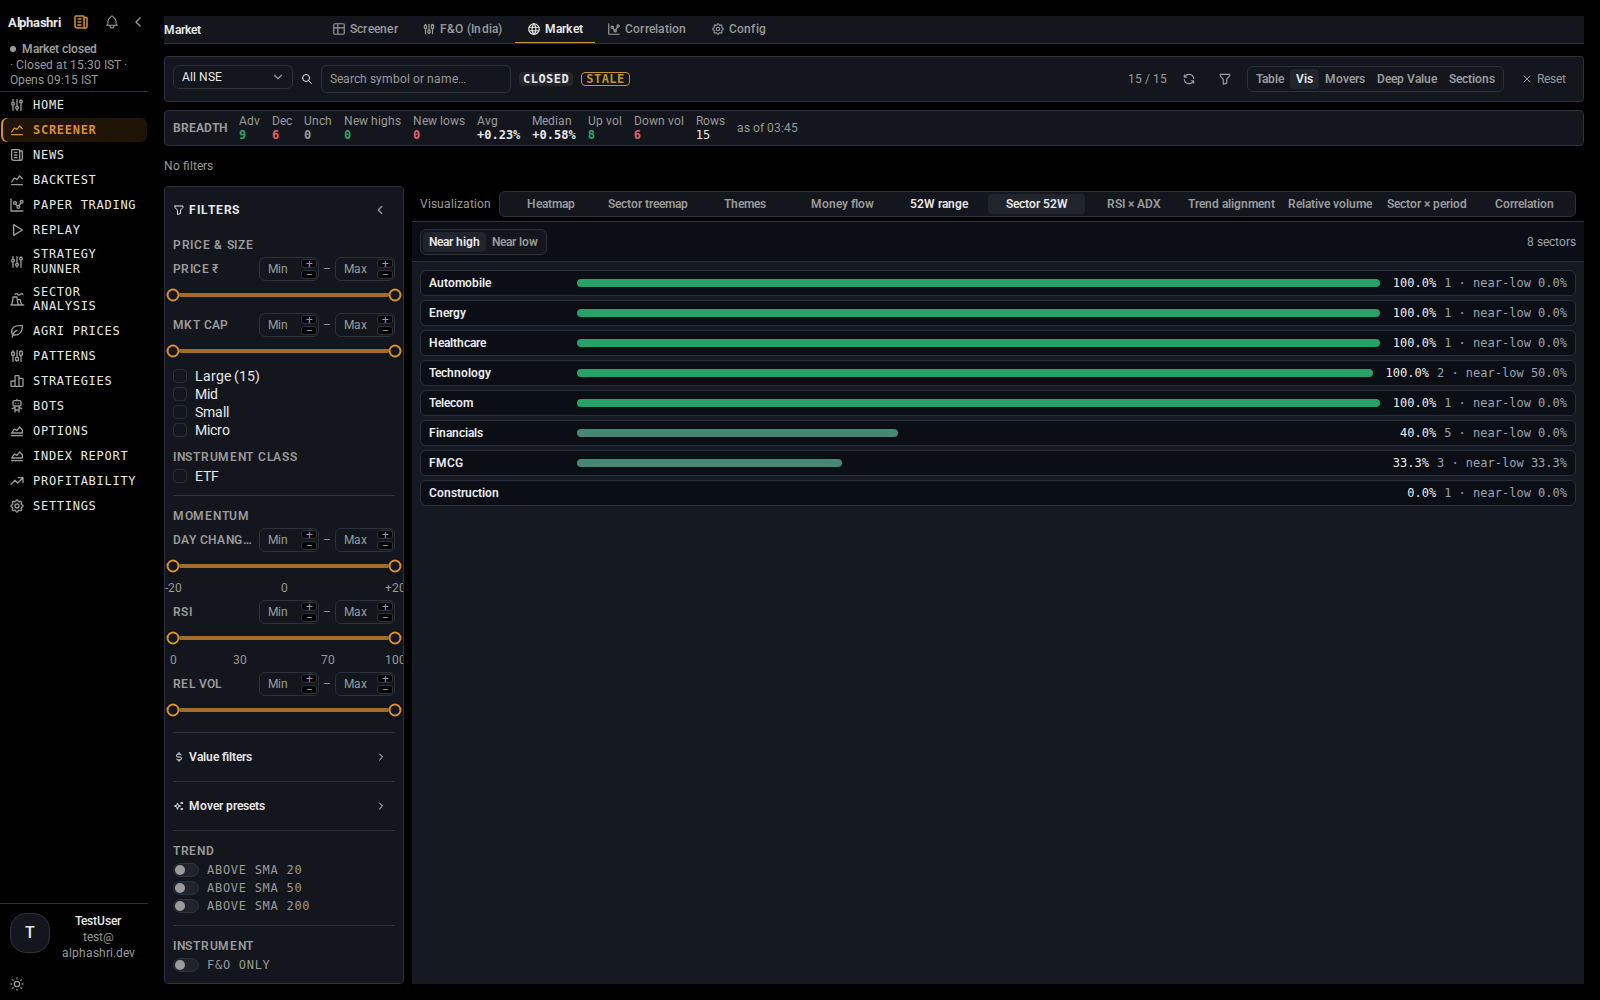 Alphashri
Market closed
· Closed at 15:30 IST ·
Opens 09:15 IST
HOME
SCREENER
NEWS
BACKTEST
PAPER TRADING
REPLAY
STRATEGY
RUNNER
SECTOR
ANALYSIS
AGRI PRICES
PATTERNS
STRATEGIES
BOTS
OPTIONS
INDEX REPORT
PROFITABILITY
SETTINGS
T
TestUser
test@
alphashri.dev
Market
Screener
F&O (India)
Market
Correlation
Config
All NSE
Search symbol or name...
CLOSED
STALE
15 / 15
Table
Vis
Movers
Deep Value
Sections
Reset
BREADTH
Adv Dec Unch New highs New lows Avg Median Up vol Down vol Rows
9 6 0 0 0 +0.23% +0.58% 8 6 15
as of 03:45
No filters
FILTERS
PRICE & SIZE
PRICE ₹ Min – Max
MKT CAP Min – Max
Large (15)
Mid
Small
Micro
INSTRUMENT CLASS
ETF
MOMENTUM
DAY CHANG... Min – Max
-20 0 +20
RSI Min – Max
0 30 70 100
REL VOL Min – Max
Value filters
Mover presets
TREND
ABOVE SMA 20
ABOVE SMA 50
ABOVE SMA 200
INSTRUMENT
F&O ONLY
Visualization
Heatmap
Sector treemap
Themes
Money flow
52W range
Sector 52W
RSI × ADX
Trend alignment
Relative volume
Sector × period
Correlation
Near high
Near low
8 sectors
Automobile 100.0% 1 · near-low 0.0%
Energy 100.0% 1 · near-low 0.0%
Healthcare 100.0% 1 · near-low 0.0%
Technology 100.0% 2 · near-low 50.0%
Telecom 100.0% 1 · near-low 0.0%
Financials 40.0% 5 · near-low 0.0%
FMCG 33.3% 3 · near-low 33.3%
Construction 0.0% 1 · near-low 0.0%